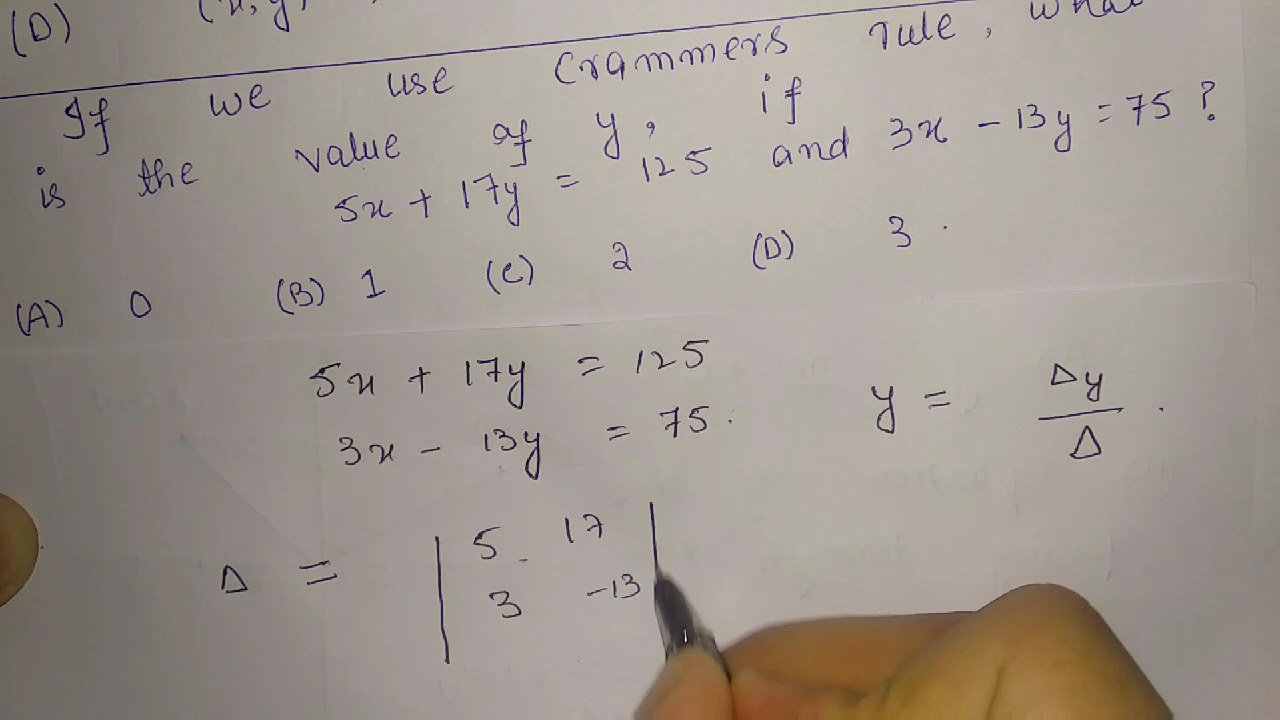 (D) (x, y)
If we use Crammers rule, what
is the value of y, if
5x + 17y = 125 and 3x - 13y = 75 ?
(A) 0 (B) 1 (C) 2 (D) 3 .
5x + 17y = 125
3x - 13y = 75 .
y = Δy / Δ .
Δ = | 5 17 |
3 -13